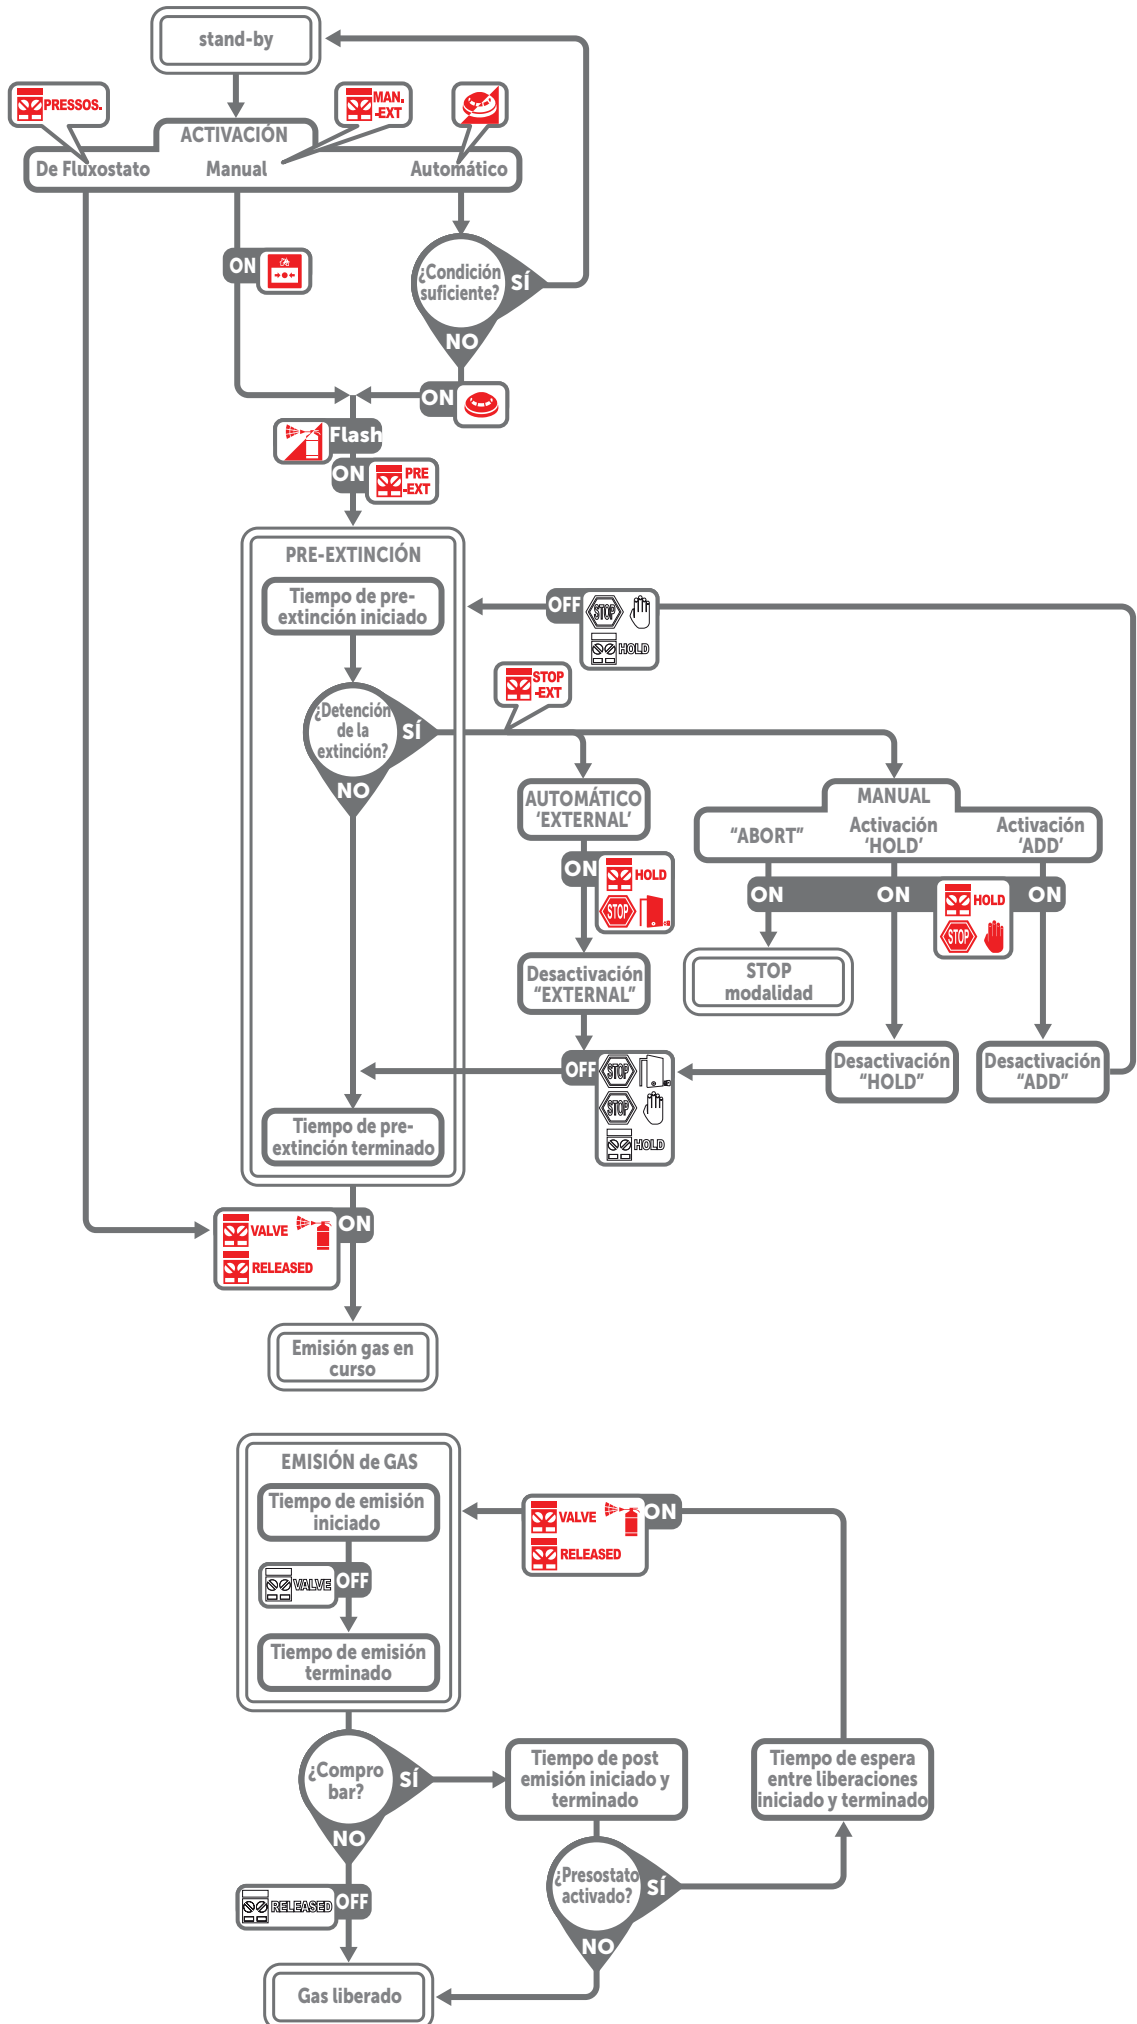 stand-by
PRESSOS.
MAN.
-EXT
ACTIVACIÓN
De Fluxostato
Manual
Automático
ON
¿Condición
suficiente?
SÍ
NO
ON
Flash
ON
PRE
-EXT
PRE-EXTINCIÓN
Tiempo de pre-
extinción iniciado
OFF
STOP
HOLD
STOP
-EXT
¿Detención
de la
extinción?
SÍ
NO
AUTOMÁTICO
'EXTERNAL'
MANUAL
"ABORT"
Activación
'HOLD'
Activación
'ADD'
ON
HOLD
STOP
ON
ON
HOLD
STOP
ON
Desactivación
"EXTERNAL"
STOP
modalidad
OFF
STOP
STOP
HOLD
Desactivación
"HOLD"
Desactivación
"ADD"
Tiempo de pre-
extinción terminado
VALVE
RELEASED
ON
Emisión gas en
curso
EMISIÓN de GAS
Tiempo de emisión
iniciado
VALVE
RELEASED
ON
VALVE
OFF
Tiempo de emisión
terminado
¿Compro
bar?
SÍ
NO
Tiempo de post
emisión iniciado y
terminado
Tiempo de espera
entre liberaciones
iniciado y terminado
¿Presostato
activado?
SÍ
NO
RELEASED
OFF
Gas liberado